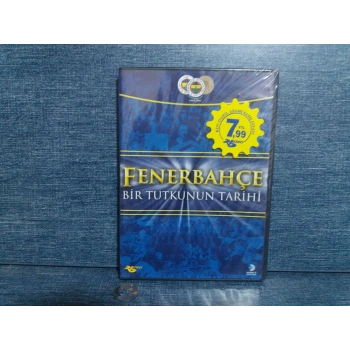 7,99
FENERBAHÇE
BİR TUTKUNUN TARİHİ